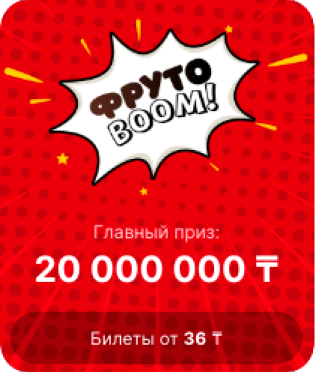 ФРУТО
BOOM!
Главный приз:
20 000 000 ₸
Билеты от 36 ₸